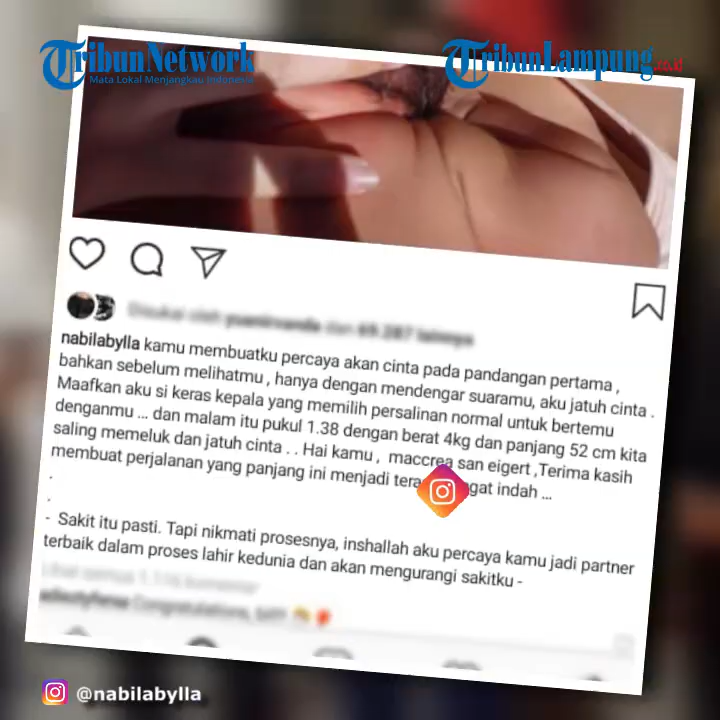 TribunNetwork
Mata Lokal Menjangkau Indonesia
TribunLampung.co.id
nabilabylla kamu membuatku percaya akan cinta pada pandangan pertama ,
bahkan sebelum melihatmu , hanya dengan mendengar suaramu, aku jatuh cinta .
Maafkan aku si keras kepala yang memilih persalinan normal untuk bertemu
denganmu ... dan malam itu pukul 1.38 dengan berat 4kg dan panjang 52 cm kita
saling memeluk dan jatuh cinta . . Hai kamu , maccrea san eigert ,Terima kasih
membuat perjalanan yang panjang ini menjadi indah ...
.
.
- Sakit itu pasti. Tapi nikmati prosesnya, inshallah aku percaya kamu jadi partner
terbaik dalam proses lahir kedunia dan akan mengurangi sakitku -
@nabilabylla